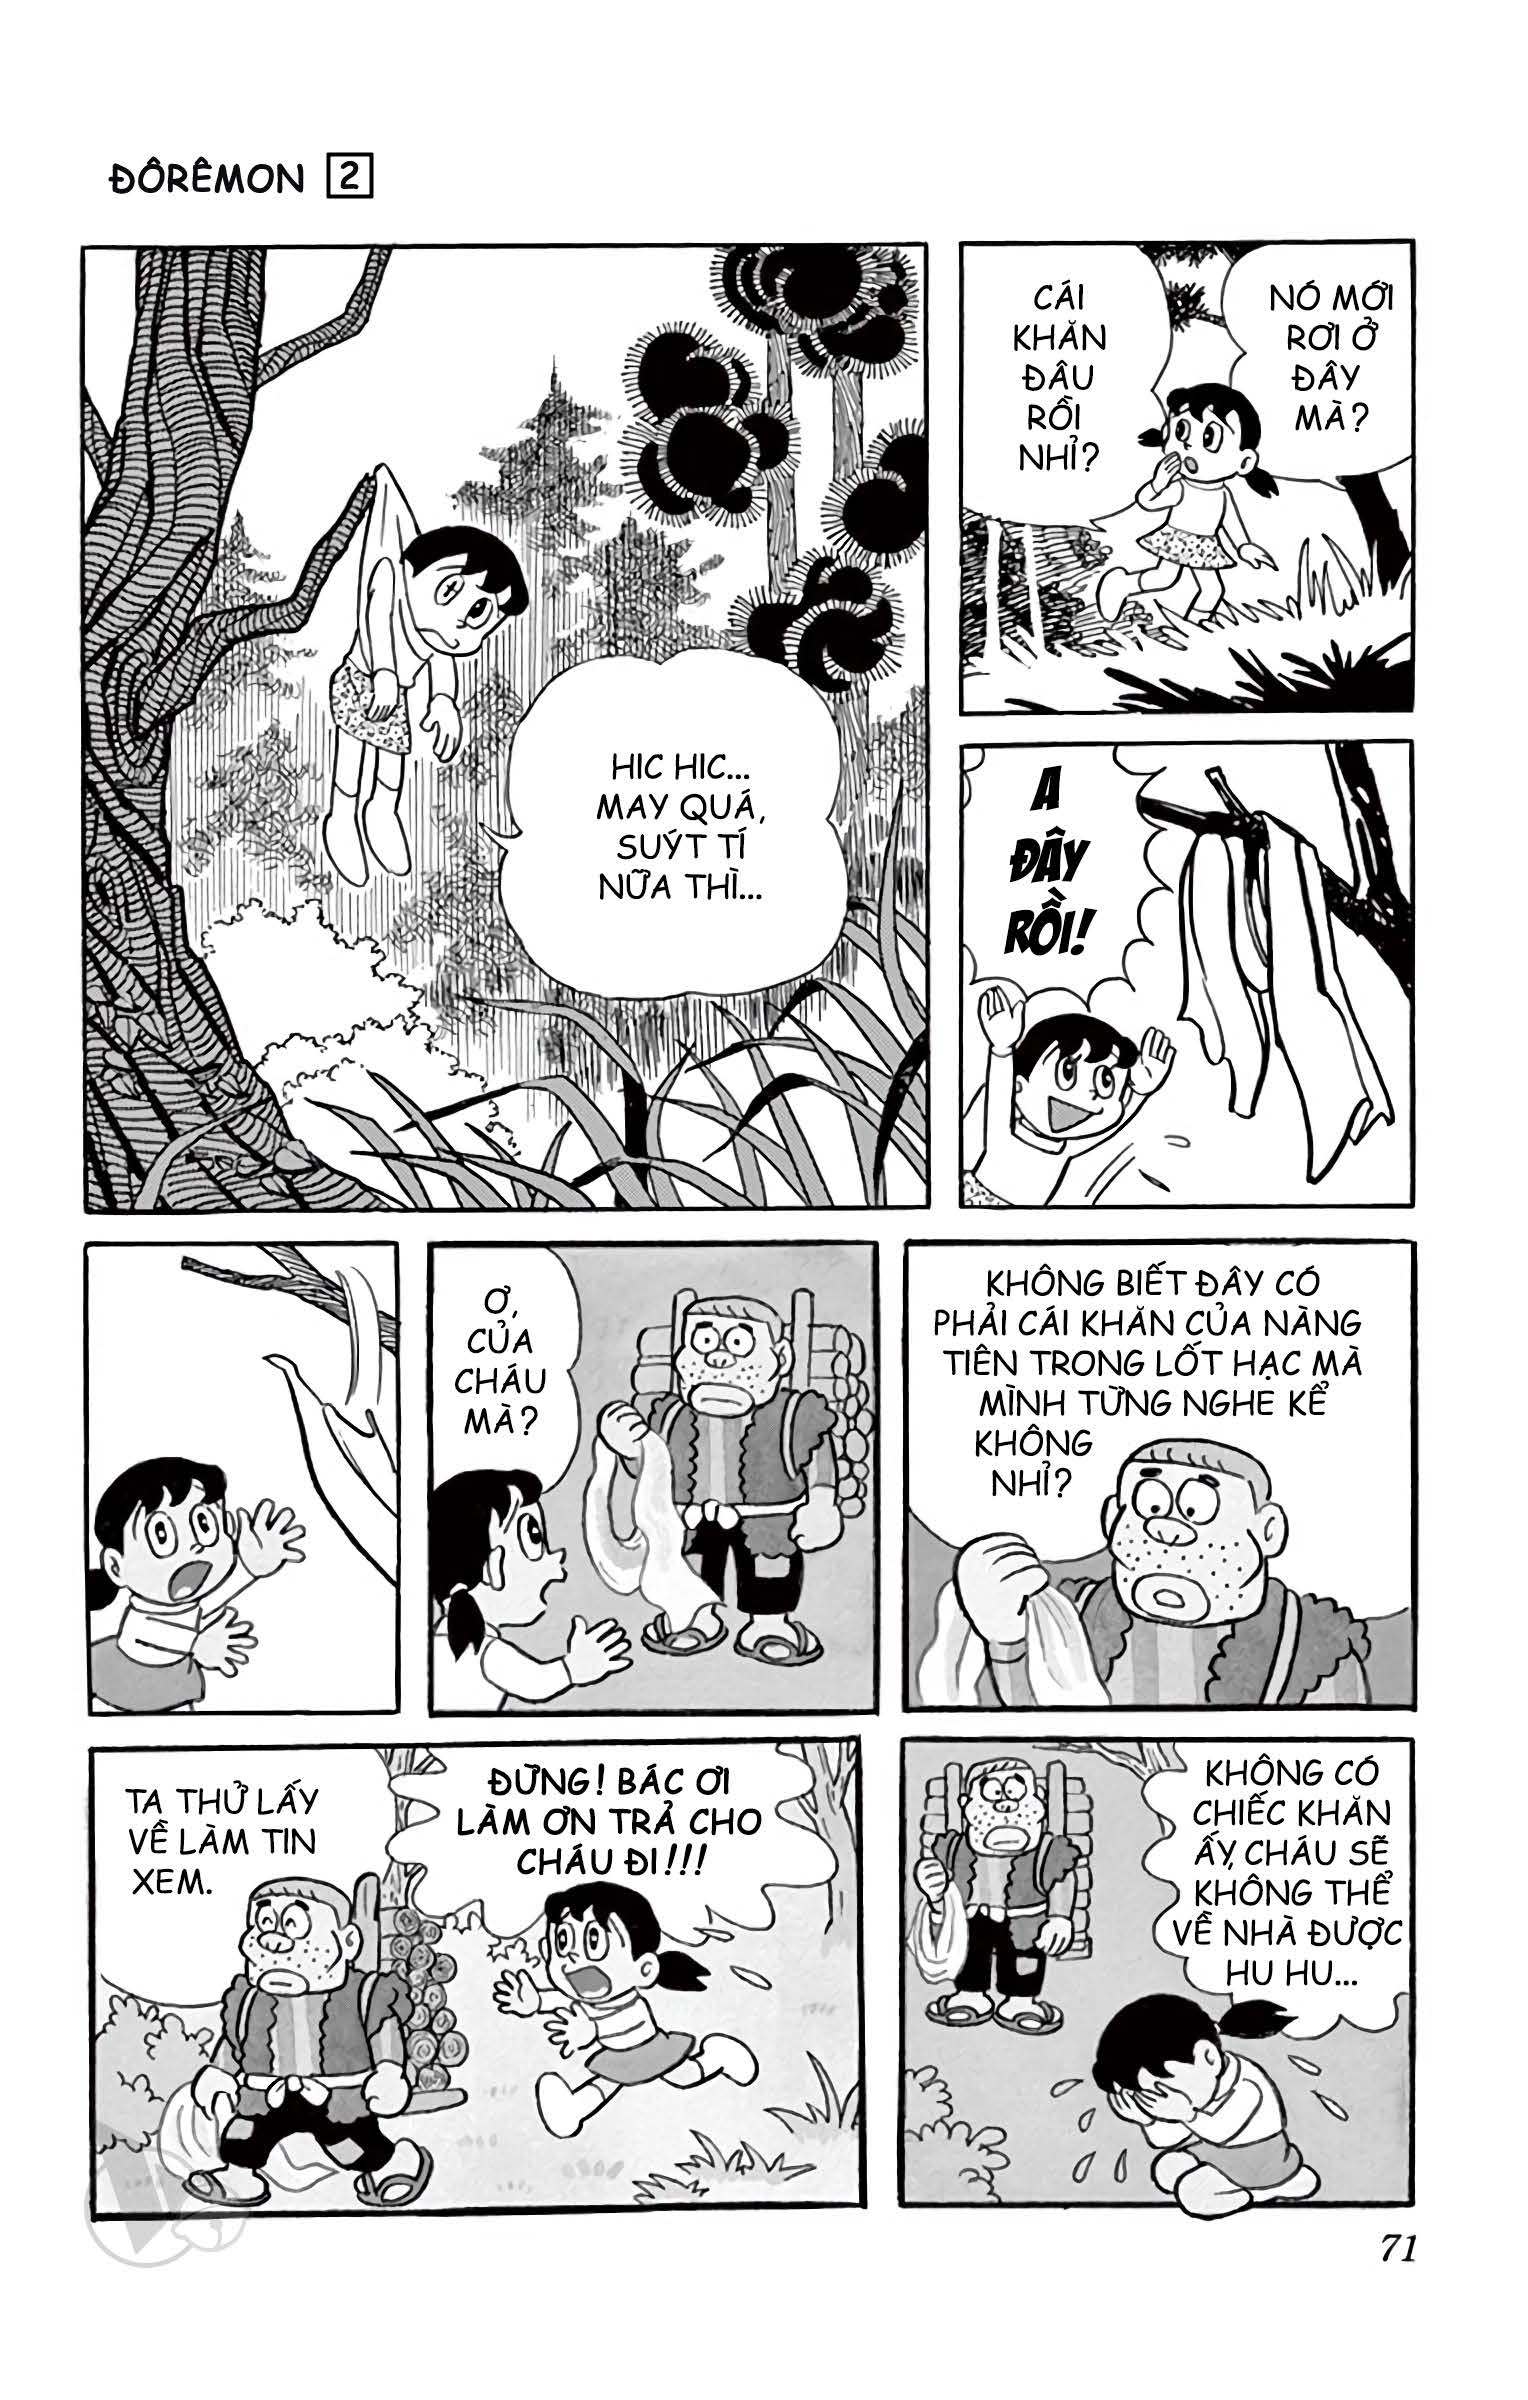 ĐÔRÊMON 2
HIC HIC...
MAY QUÁ,
SUÝT TÍ
NỮA THÌ...
CÁI
KHĂN
ĐÂU
RỒI
NHỈ?
NÓ MỚI
RƠI Ở
ĐÂY
MÀ?
A
ĐÂY
RỒI!
Ơ,
CỦA
CHÁU
MÀ?
KHÔNG BIẾT ĐÂY CÓ
PHẢI CÁI KHĂN CỦA NÀNG
TIÊN TRONG LỐT HẠC MÀ
MÌNH TỪNG NGHE KỂ
KHÔNG
NHỈ?
TA THỬ LẤY
VỀ LÀM TIN
XEM.
ĐỪNG! BÁC ƠI
LÀM ƠN TRẢ CHO
CHÁU ĐI!!!
KHÔNG CÓ
CHIẾC KHĂN
ẤY, CHÁU SẼ
KHÔNG THỂ
VỀ NHÀ ĐƯỢC
HU HU...
71